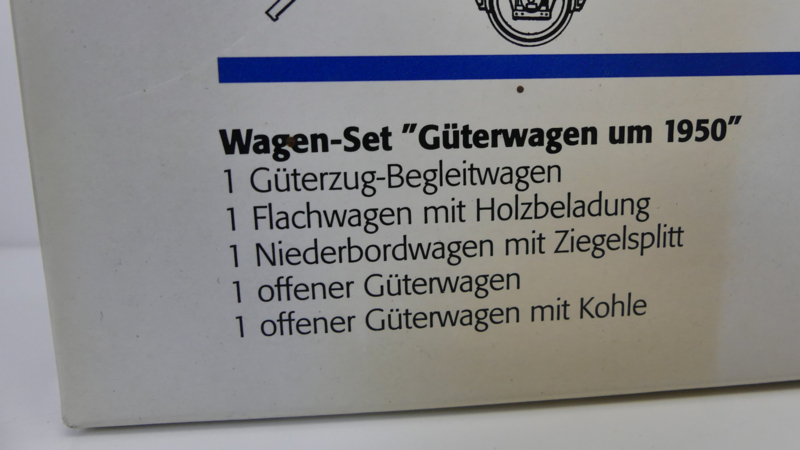 Wagen-Set "Güterwagen um 1950"
1 Güterzug-Begleitwagen
1 Flachwagen mit Holzbeladung
1 Niederbordwagen mit Ziegelsplitt
1 offener Güterwagen
1 offener Güterwagen mit Kohle